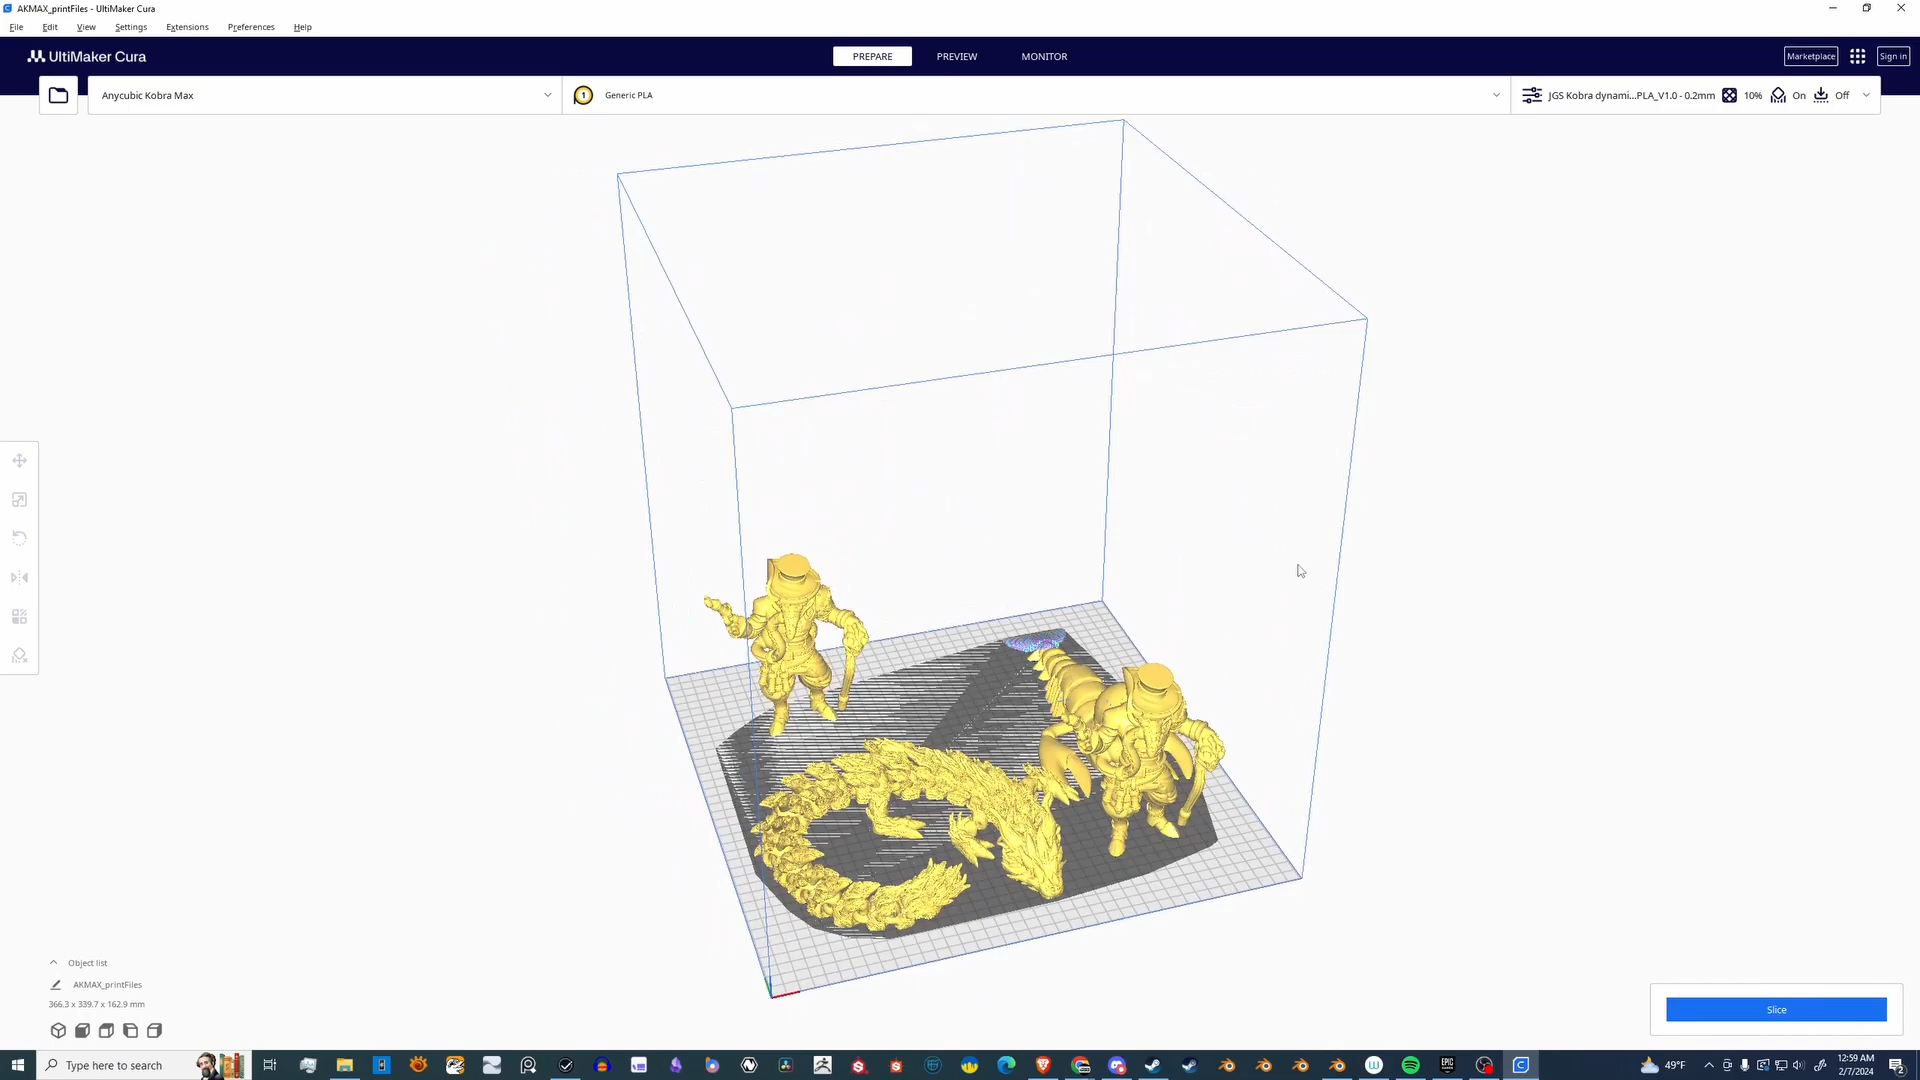 AKMAX_printFiles - UltiMaker Cura
File Edit View Settings Extensions Preferences Help
UltiMaker Cura
PREPARE PREVIEW MONITOR
Marketplace
Sign in
Anycubic Kobra Max
1 Generic PLA
JGS Kobra dynami...PLA_V1.0 - 0.2mm 10% On Off
Object list
AKMAX_printFiles
366.3 x 339.7 x 162.9 mm
Slice
Type here to search
49°F
12:59 AM
2/7/2024
2